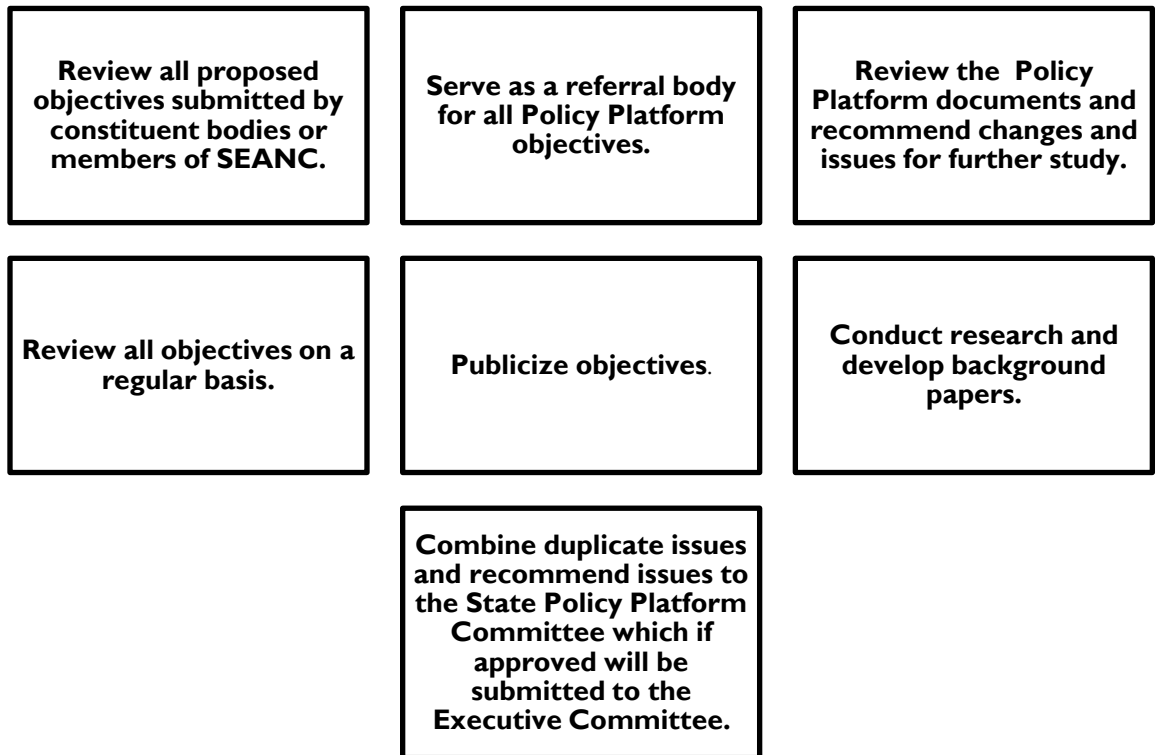 Review all proposed
objectives submitted by
constituent bodies or
members of SEANC.
Serve as a referral body
for all Policy Platform
objectives.
Review the  Policy
Platform documents and
recommend changes and
issues for further study.
Review all objectives on a
regular basis.
Publicize objectives.
Conduct research and
develop background
papers.
Combine duplicate issues
and recommend issues to
the State Policy Platform
Committee which if
approved will be
submitted to the
Executive Committee.